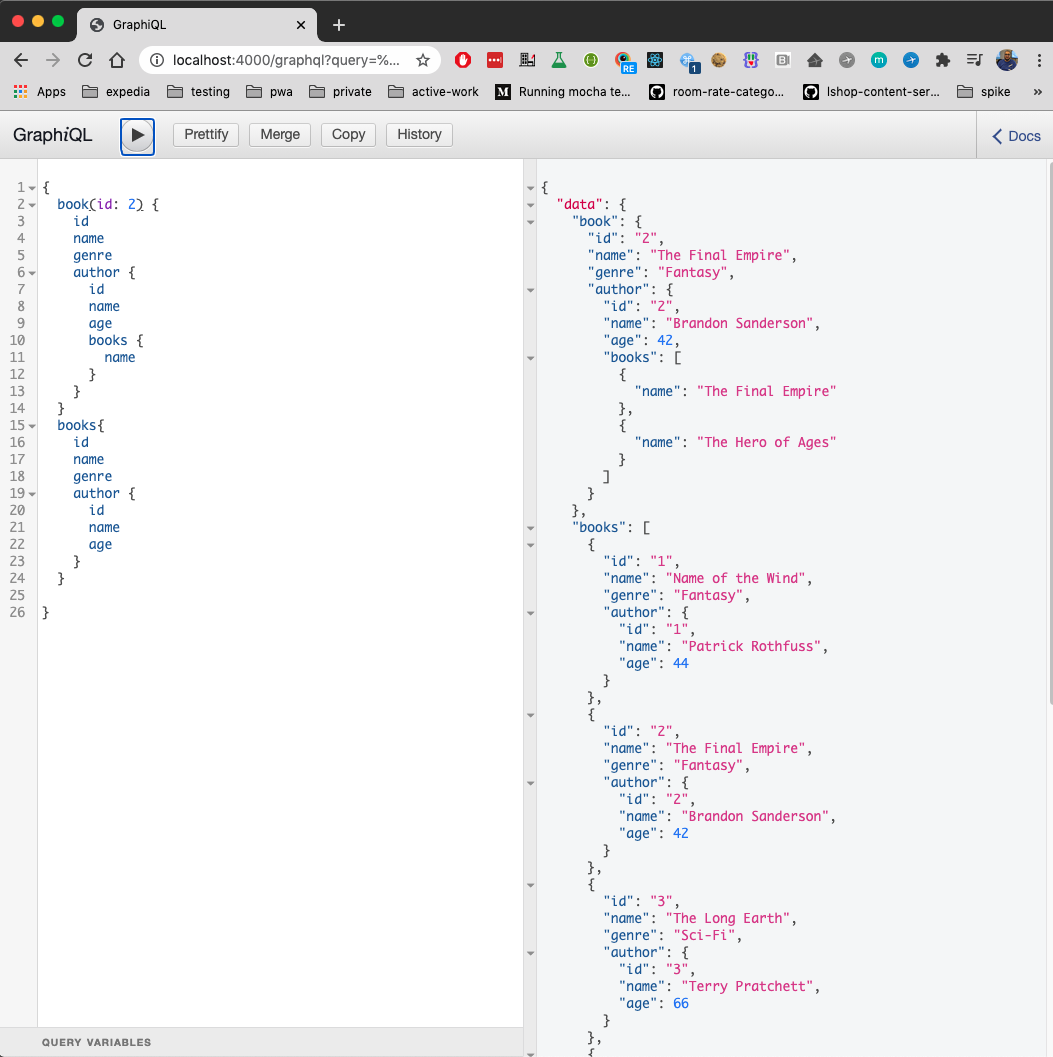 GraphiQL
localhost:4000/graphql?query=%...
RE
1
B
m
Apps
expedia
testing
pwa
private
active-work
M
Running mocha te...
room-rate-catego...
lshop-content-ser...
spike
»
GraphiQL
Prettify
Merge
Copy
History
Docs
1 {
2   book(id: 2) {
3     id
4     name
5     genre
6     author {
7       id
8       name
9       age
10       books {
11         name
12       }
13     }
14   }
15   books{
16     id
17     name
18     genre
19     author {
20       id
21       name
22       age
23     }
24   }
25
26 }
QUERY VARIABLES
{
  "data": {
    "book": {
      "id": "2",
      "name": "The Final Empire",
      "genre": "Fantasy",
      "author": {
        "id": "2",
        "name": "Brandon Sanderson",
        "age": 42,
        "books": [
          {
            "name": "The Final Empire"
          },
          {
            "name": "The Hero of Ages"
          }
        ]
      }
    },
    "books": [
      {
        "id": "1",
        "name": "Name of the Wind",
        "genre": "Fantasy",
        "author": {
          "id": "1",
          "name": "Patrick Rothfuss",
          "age": 44
        }
      },
      {
        "id": "2",
        "name": "The Final Empire",
        "genre": "Fantasy",
        "author": {
          "id": "2",
          "name": "Brandon Sanderson",
          "age": 42
        }
      },
      {
        "id": "3",
        "name": "The Long Earth",
        "genre": "Sci-Fi",
        "author": {
          "id": "3",
          "name": "Terry Pratchett",
          "age": 66
        }
      },
      {